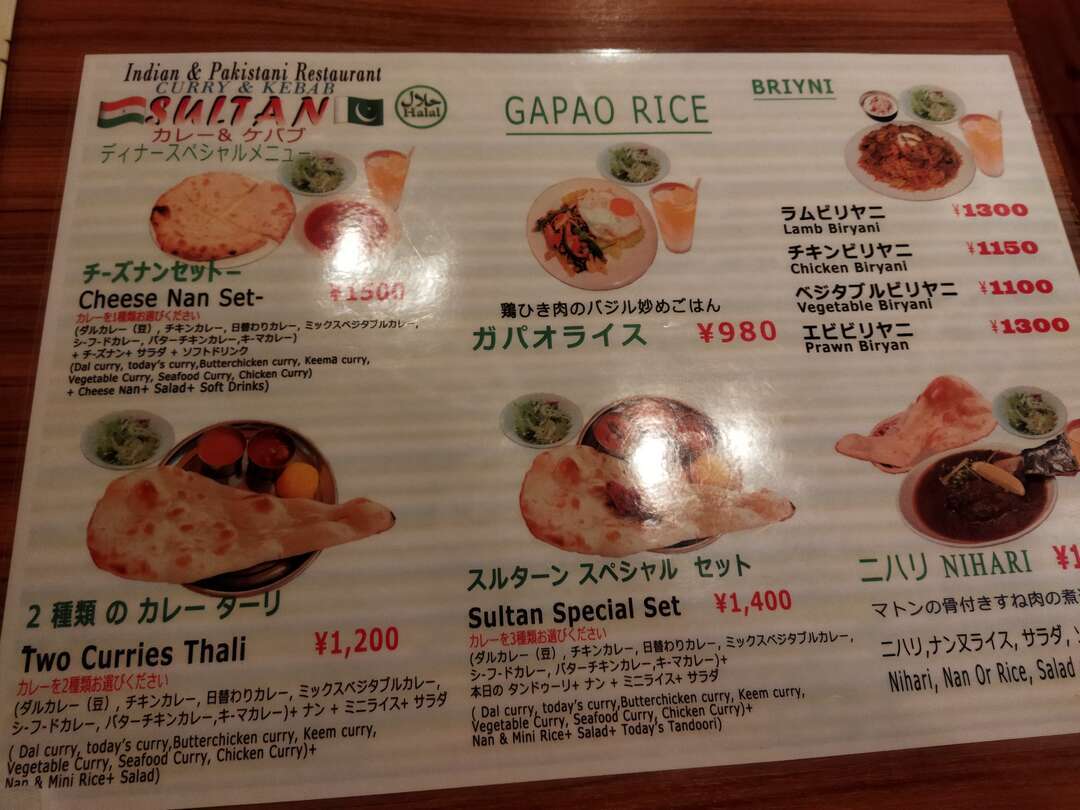 Indian & Pakistani Restaurant
CURRY & KEBAB
SULTAN
حلال
Halal
カレー& ケバブ
ディナースペシャルメニュー
チーズナンセットー
Cheese Nan Set-
¥1500
カレーを1種類お選びください
(ダルカレー（豆）, チキンカレー, 日替わりカレー, ミックスベジタブルカレー,
シーフードカレー, バターチキンカレー,キーマカレー)
+ チーズナン+ サラダ + ソフトドリンク
(Dal curry, today's curry,Butterchicken curry, Keema curry,
Vegetable Curry, Seafood Curry, Chicken Curry)
+ Cheese Nan+ Salad+ Soft Drinks)
GAPAO RICE
鶏ひき肉のバジル炒めごはん
ガパオライス ¥980
BRIYNI
ラムビリヤニ ¥1300
Lamb Biryani
チキンビリヤニ ¥1150
Chicken Biryani
ベジタブルビリヤニ ¥1100
Vegetable Biryani
エビビリヤニ ¥1300
Prawn Biryan
2 種類 の カレー ターリ
Two Curries Thali
¥1,200
カレーを2種類お選びください
(ダルカレー（豆）, チキンカレー, 日替わりカレー, ミックスベジタブルカレー,
シーフードカレー, バターチキンカレー,キーマカレー)+ ナン + ミニライス+ サラダ
( Dal curry, today's curry,Butterchicken curry, Keem curry,
Vegetable Curry, Seafood Curry, Chicken Curry)+
Nan & Mini Rice+ Salad)
スルターン スペシャル セット
Sultan Special Set ¥1,400
カレーを3種類お選びください
(ダルカレー（豆）, チキンカレー, 日替わりカレー, ミックスベジタブルカレー,
シーフードカレー, バターチキンカレー,キーマカレー)+
本日の タンドゥーリ+ ナン + ミニライス+ サラダ
( Dal curry, today's curry,Butterchicken curry, Keem curry,
Vegetable Curry, Seafood Curry, Chicken Curry)+
Nan & Mini Rice+ Salad+ Today's Tandoori)
ニハリ NIHARI ¥1
マトンの骨付きすね肉の煮
ニハリ,ナン又ライス, サラダ,
Nihari, Nan Or Rice, Salad